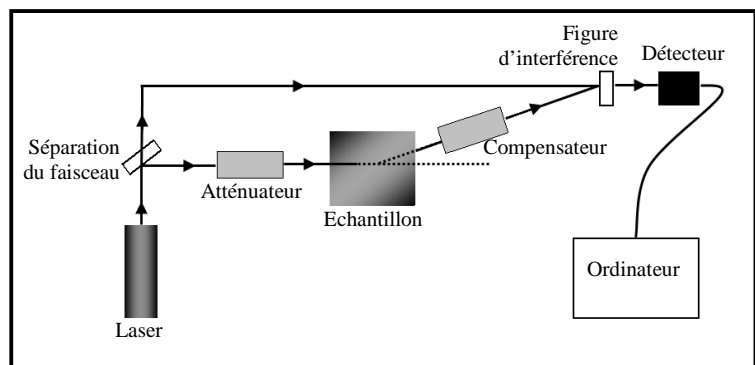 Figure
d’interférence
Détecteur
Séparation
du faisceau
Compensateur
Atténuateur
Echantillon
Ordinateur
Laser